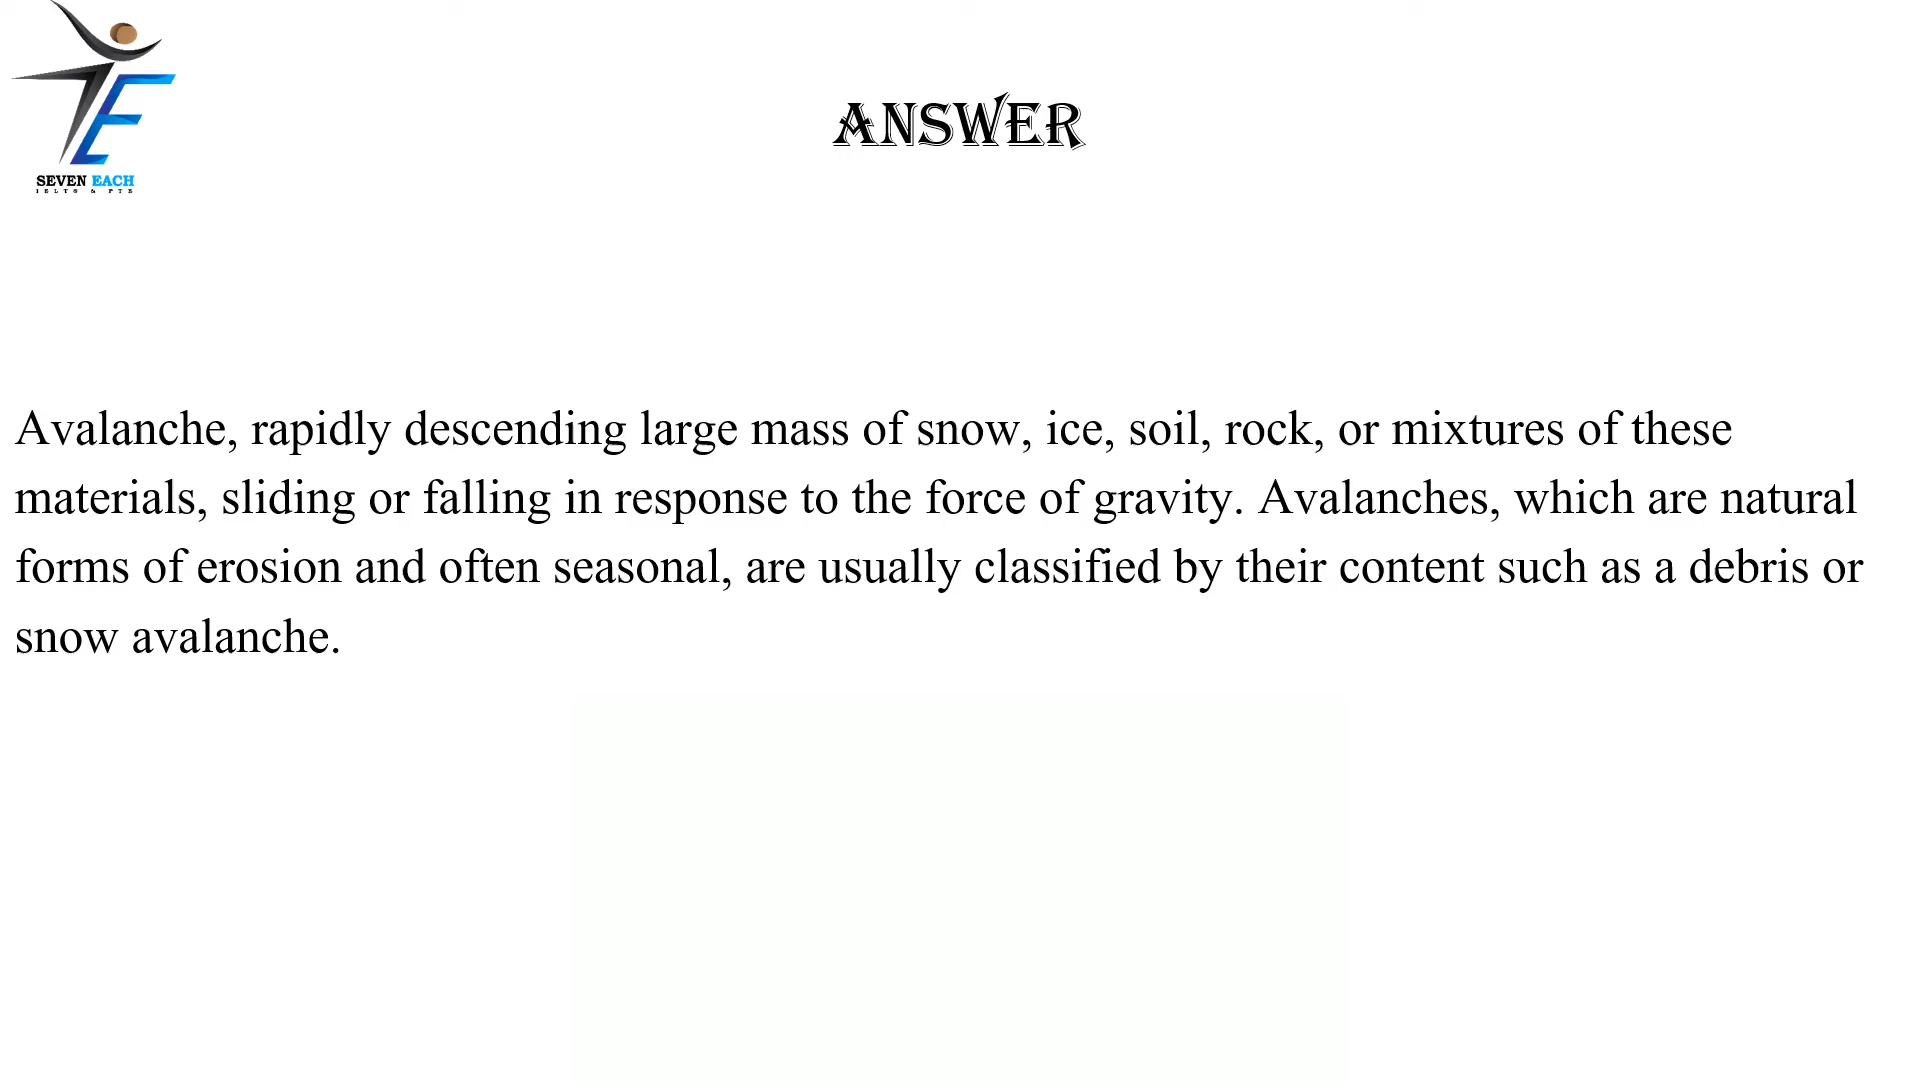 SEVEN EACH
IELTS & PTE
ANSWER
Avalanche, rapidly descending large mass of snow, ice, soil, rock, or mixtures of these
materials, sliding or falling in response to the force of gravity. Avalanches, which are natural
forms of erosion and often seasonal, are usually classified by their content such as a debris or
snow avalanche.